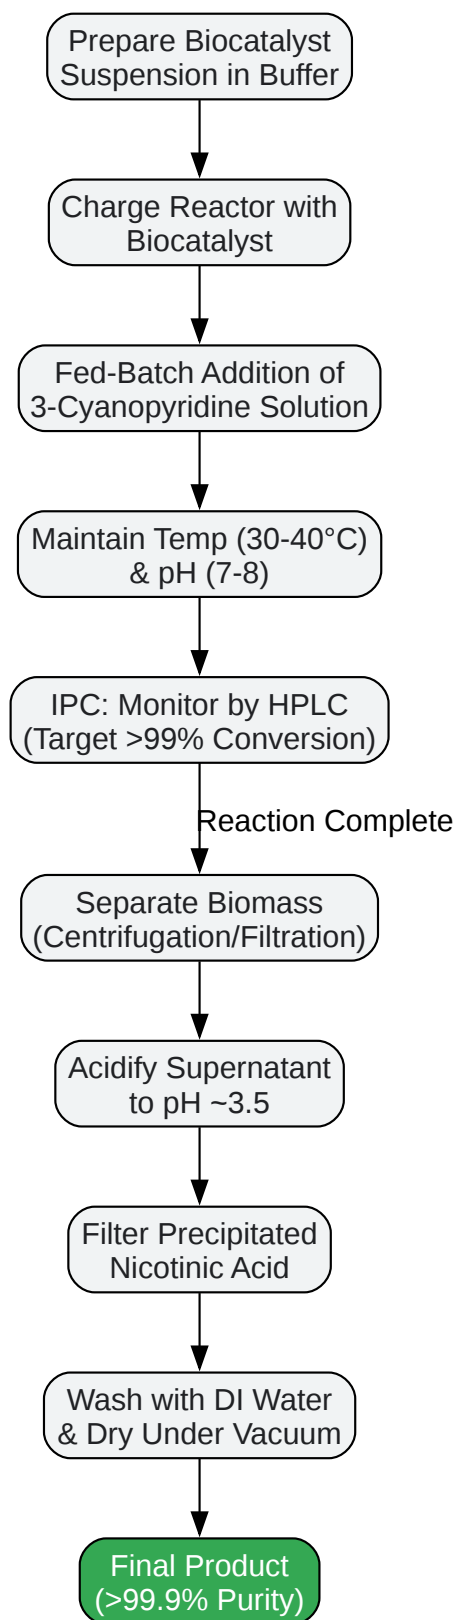 Prepare Biocatalyst
Suspension in Buffer
Charge Reactor with
Biocatalyst
Fed-Batch Addition of
3-Cyanopyridine Solution
Maintain Temp (30-40°C)
& pH (7-8)
IPC: Monitor by HPLC
(Target >99% Conversion)
Reaction Complete
Separate Biomass
(Centrifugation/Filtration)
Acidify Supernatant
to pH ~3.5
Filter Precipitated
Nicotinic Acid
Wash with DI Water
& Dry Under Vacuum
Final Product
(>99.9% Purity)